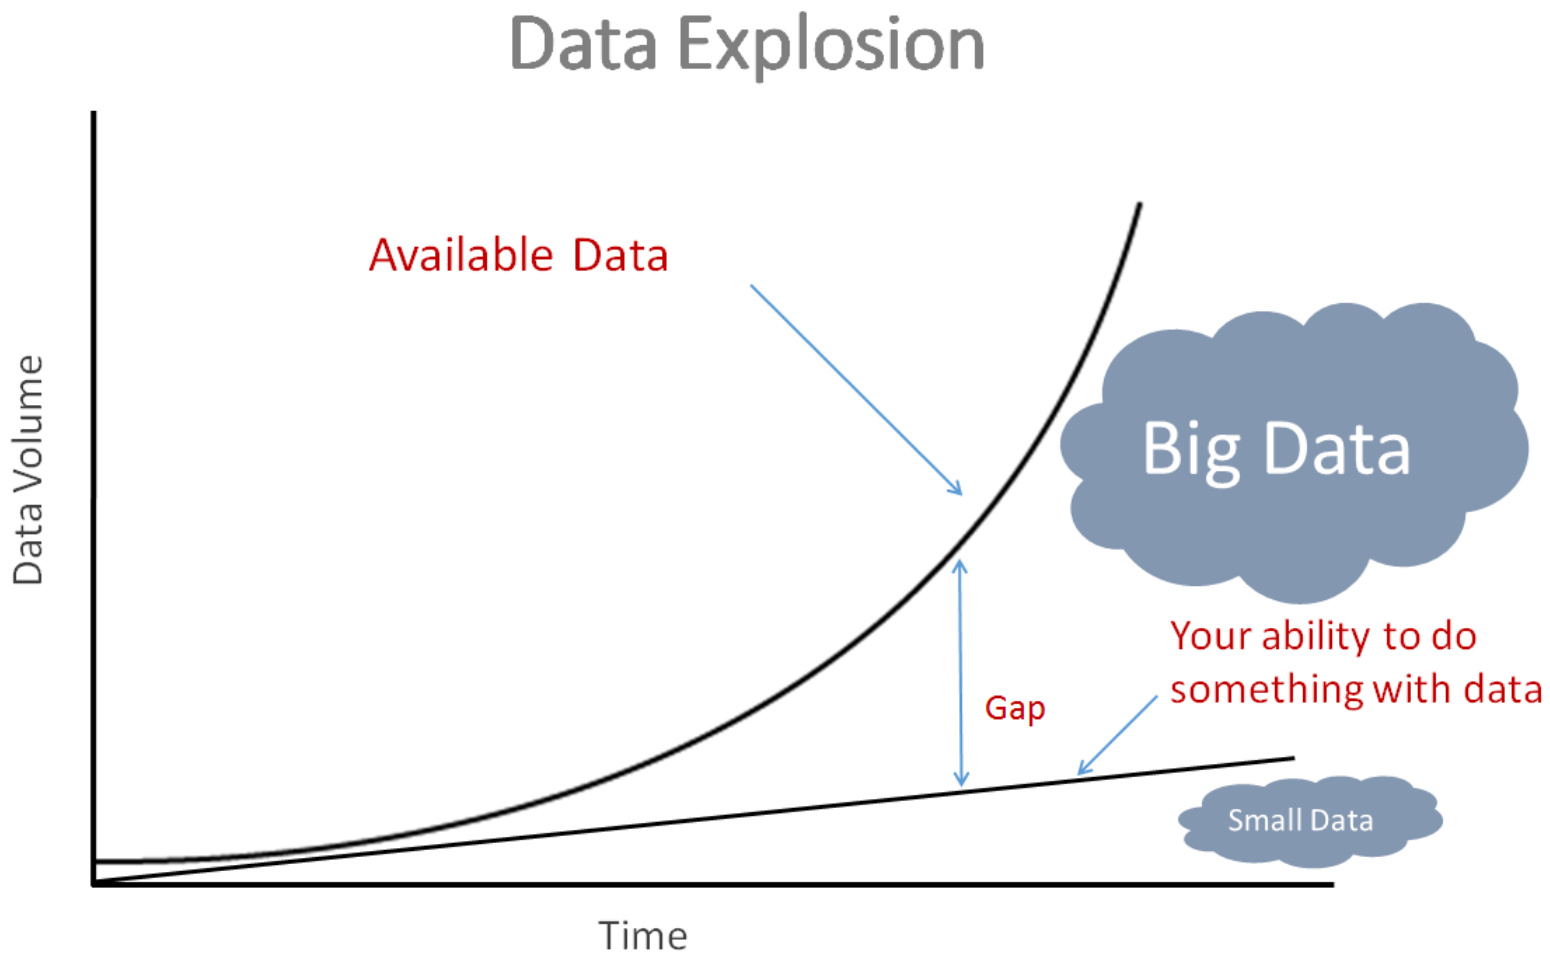 Data Explosion
Available Data
Data Volume
Big Data
Your ability to do
something with data
Gap
Small Data
Time